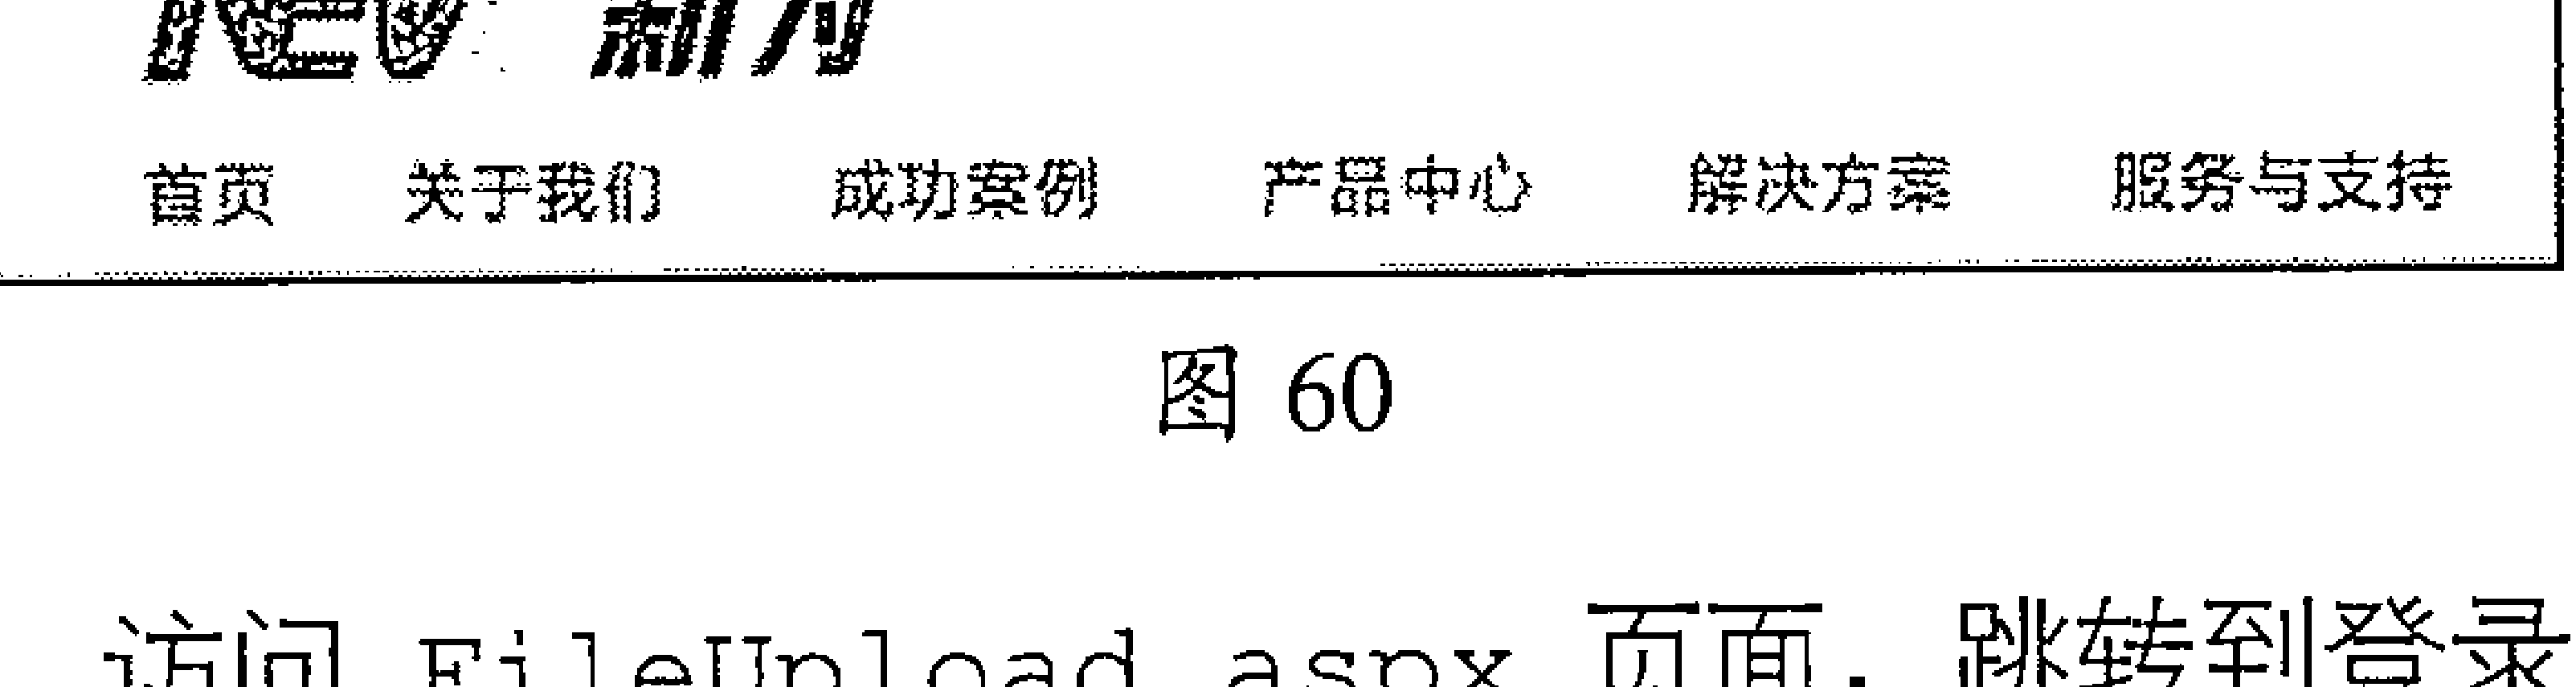 首页 关于我们 成功案例 产品中心 解决方案 服务与支持
图 60
访问 FileUpload.aspx 页面，跳转到登录